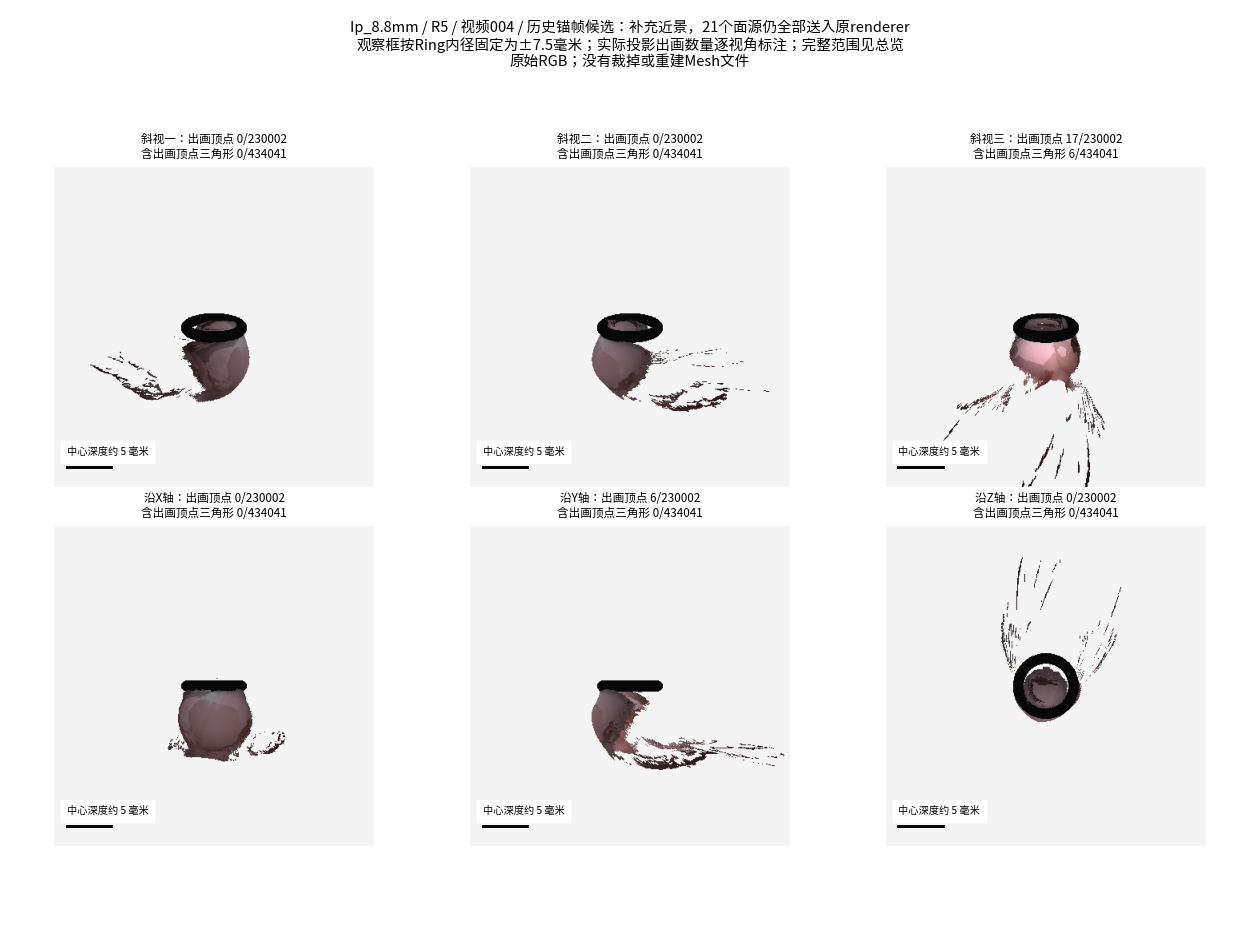 Ip_8.8mm / R5 / 视频004 / 历史锚帧候选：补充近景，21个面源仍全部送入原renderer
观察框按Ring内径固定为±7.5毫米；实际投影出画数量逐视角标注；完整范围见总览
原始RGB；没有裁掉或重建Mesh文件
斜视一：出画顶点 0/230002
含出画顶点三角形 0/434041
斜视二：出画顶点 0/230002
含出画顶点三角形 0/434041
斜视三：出画顶点 17/230002
含出画顶点三角形 6/434041
中心深度约 5 毫米
中心深度约 5 毫米
中心深度约 5 毫米
沿X轴：出画顶点 0/230002
含出画顶点三角形 0/434041
沿Y轴：出画顶点 6/230002
含出画顶点三角形 0/434041
沿Z轴：出画顶点 0/230002
含出画顶点三角形 0/434041
中心深度约 5 毫米
中心深度约 5 毫米
中心深度约 5 毫米